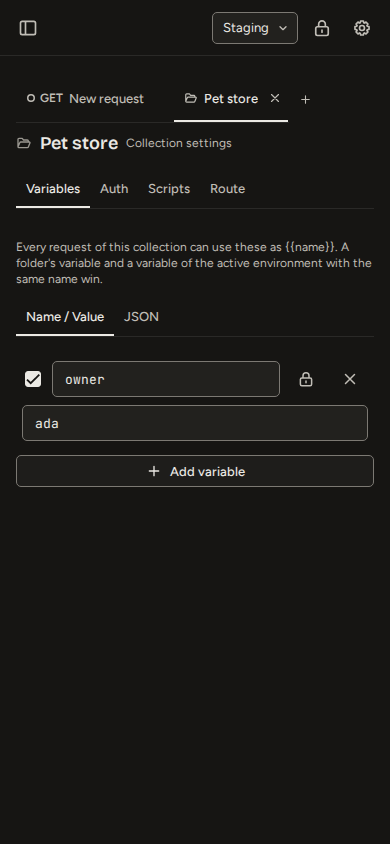 Staging
GET New request
Pet store
Pet store Collection settings
Variables Auth Scripts Route
Every request of this collection can use these as {{name}}. A
folder's variable and a variable of the active environment with the
same name win.
Name / Value JSON
owner
ada
Add variable